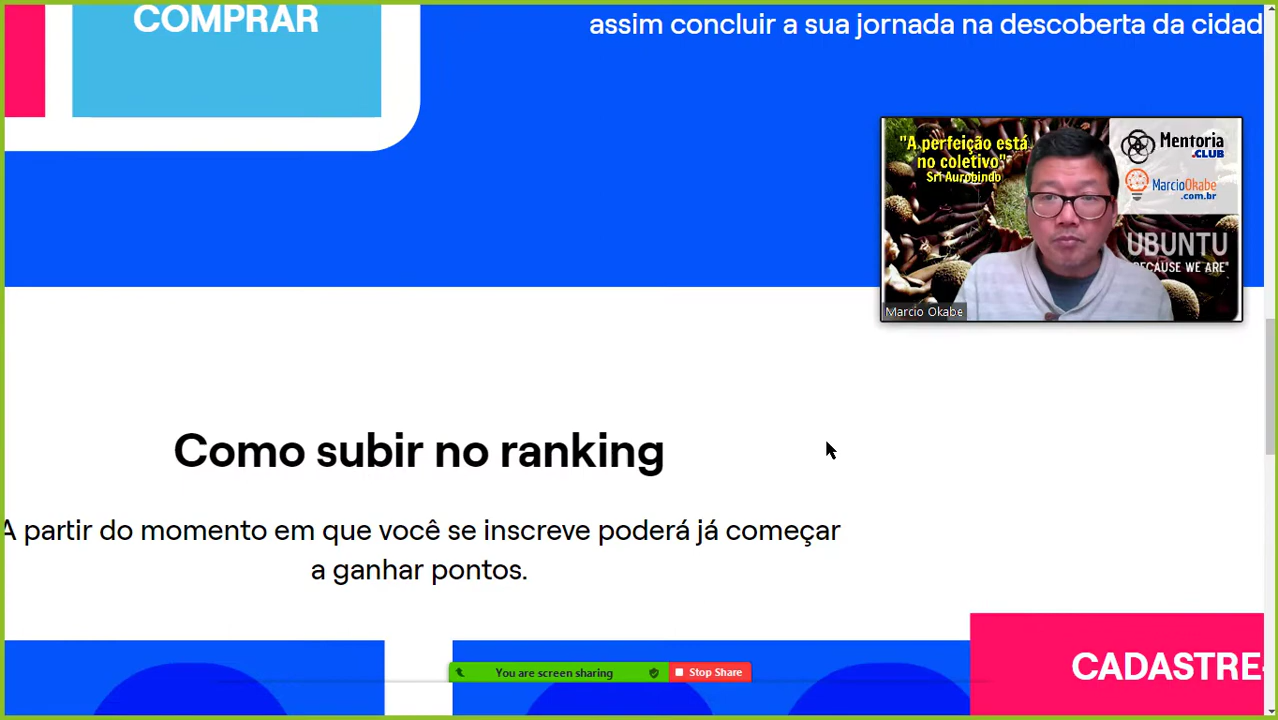 COMPRAR
assim concluir a sua jornada na descoberta da cidad
"A perfeição está
no coletivo"
Sri Aurobindo
Mentoria
.CLUB
MarcioOkabe
.com.br
UBUNTU
BECAUSE WE ARE"
Marcio Okabe
Como subir no ranking
A partir do momento em que você se inscreve poderá já começar
a ganhar pontos.
CADASTRE-
You are screen sharing
Stop Share